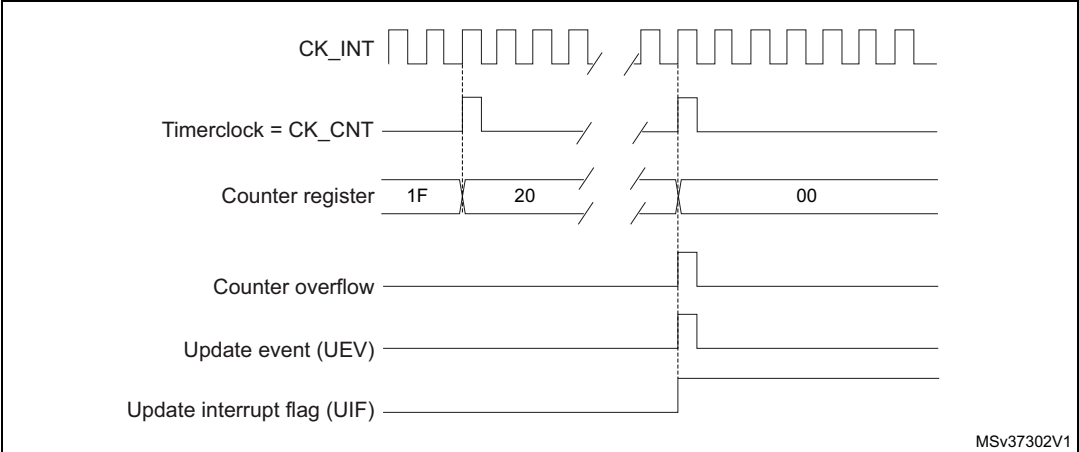 CK_INT
Timerclock = CK_CNT
Counter register 1F 20 00
Counter overflow
Update event (UEV)
Update interrupt flag (UIF)
MSv37302V1